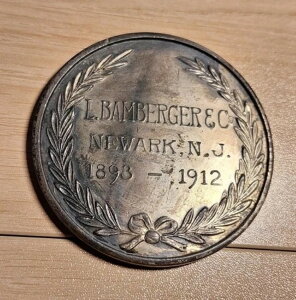 L. BAMBERGER & C
NEWARK, N. J.
1893 – 1912